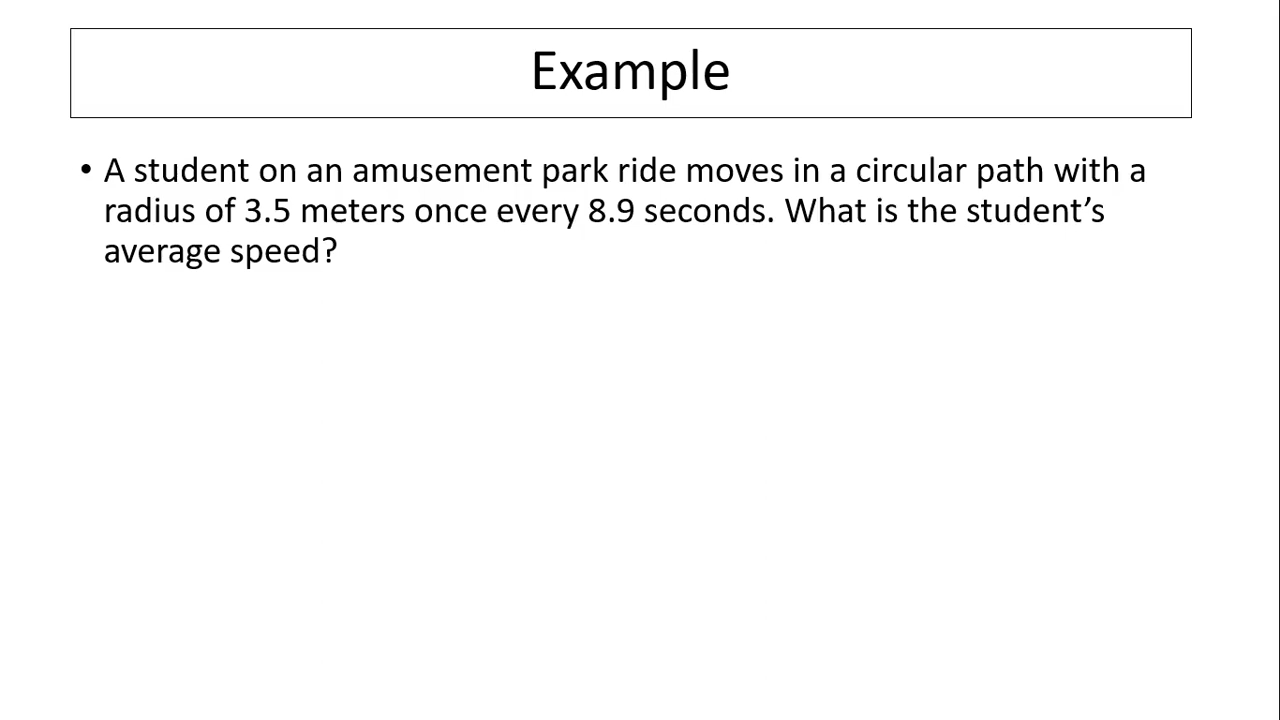 Example
• A student on an amusement park ride moves in a circular path with a
radius of 3.5 meters once every 8.9 seconds. What is the student’s
average speed?